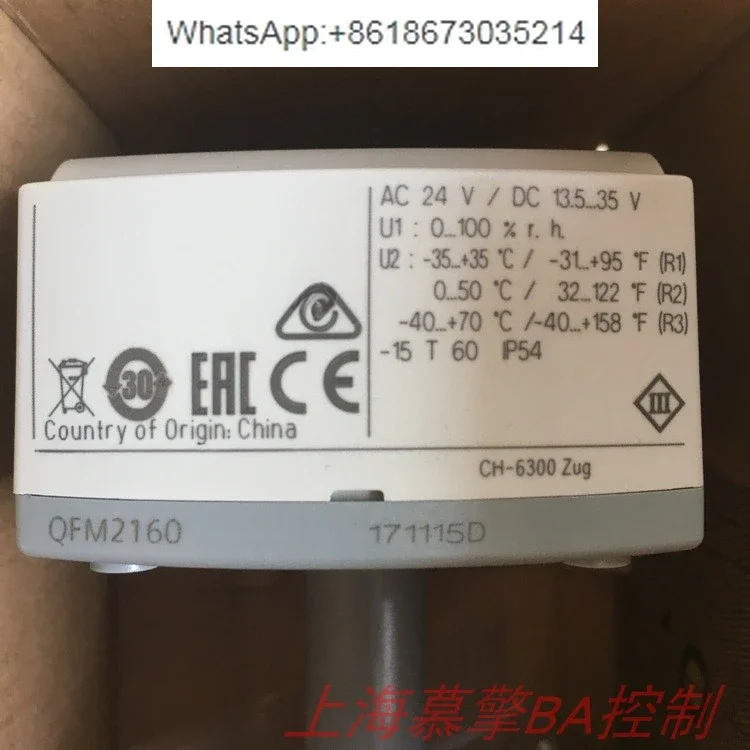 WhatsApp:+8618673035214
AC 24 V / DC 13.5...35 V
U1 : 0...100 % r. h.
U2 : -35...+35 °C / -31...+95 °F (R1)
0...50 °C / 32...122 °F (R2)
-40...+70 °C /-40...+158 °F (R3)
-15 T 60 IP54
30
EAC CE
III
Country of Origin: China
CH-6300 Zug
QFM2160
171115D
上海慕擎BA控制